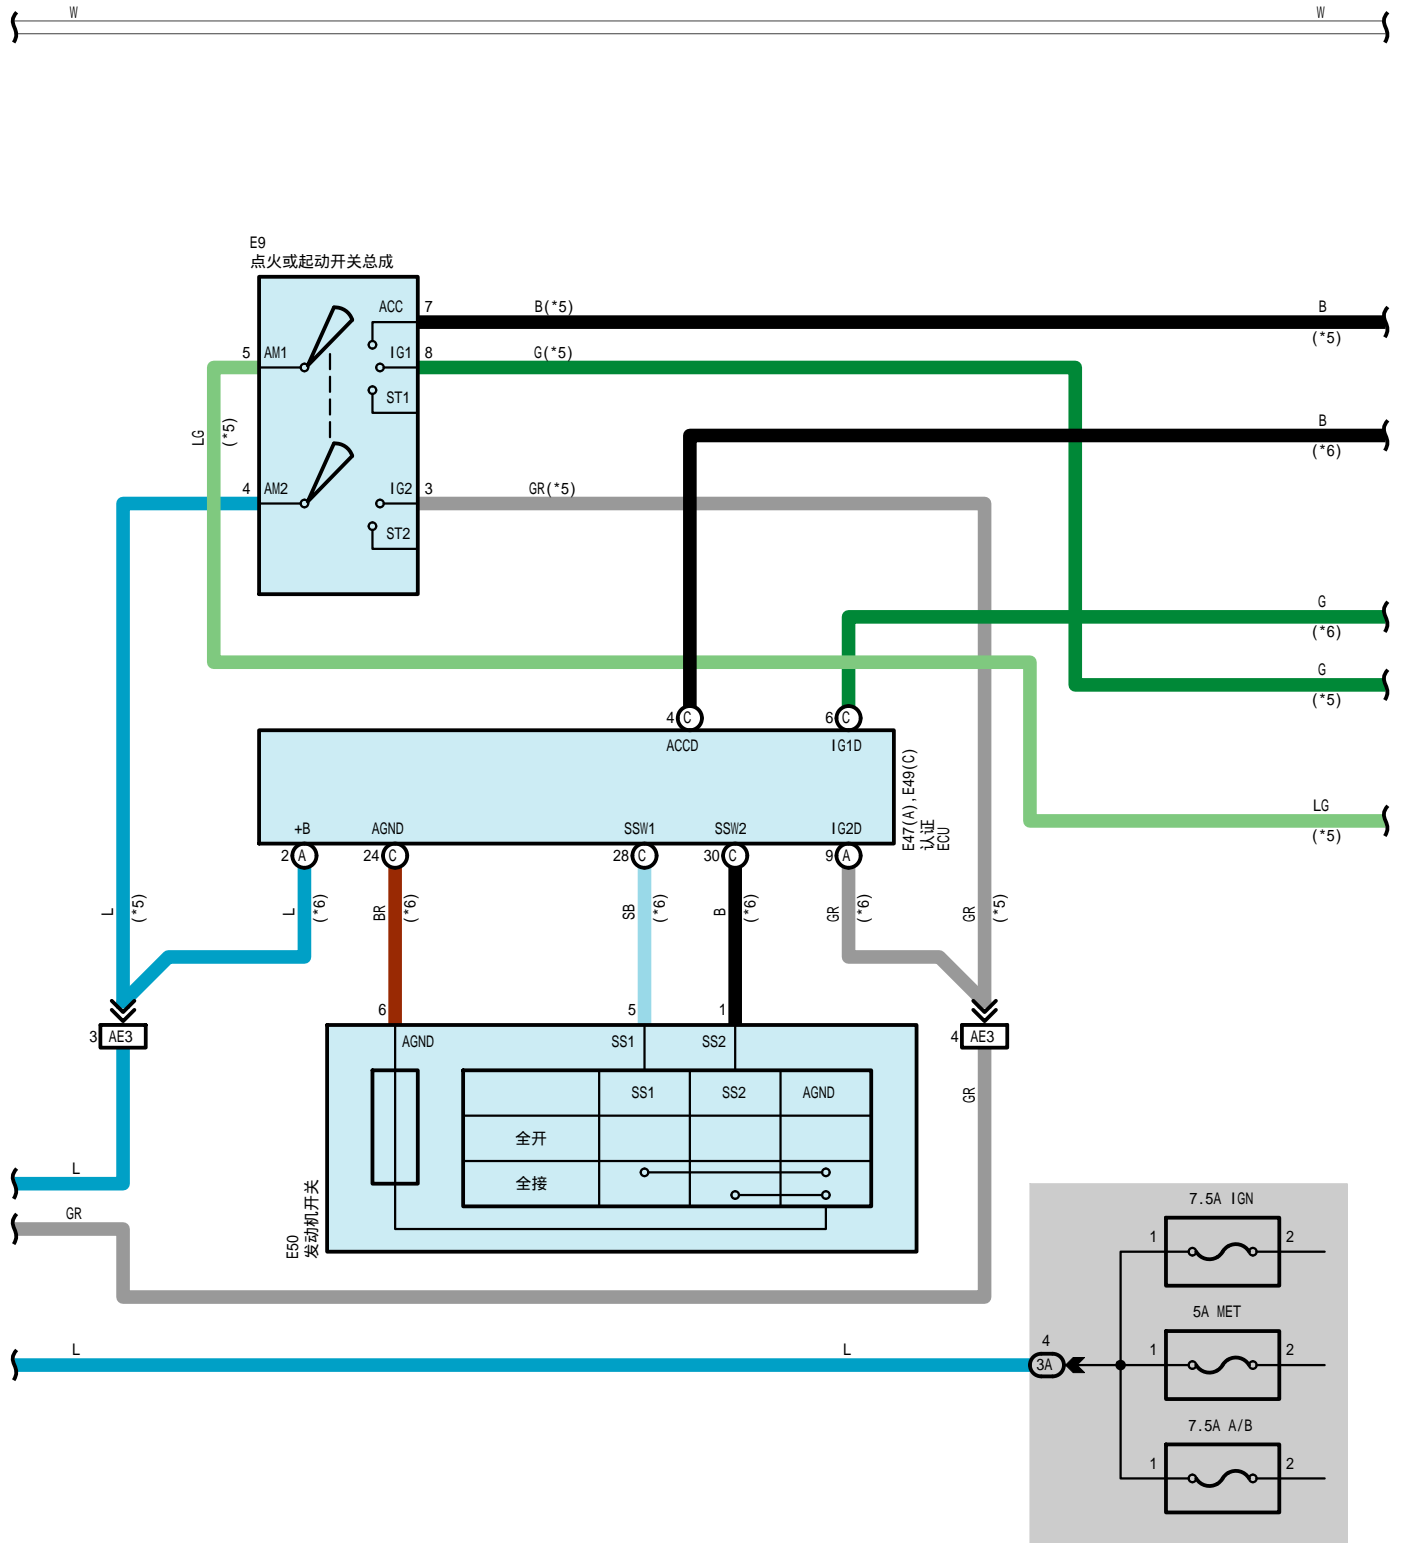 W W
E9
点火或起动开关总成
ACC 7 B(*5) B
(*5)
5 AM1 IG1 8 G(*5)
ST1
LG (*5)
B
(*6)
4 AM2 IG2 3 GR(*5)
ST2
G
(*6)
G
(*5)
4 C 6 C
ACCD IG1D
E47(A),E49(C)
认证
ECU
LG
(*5)
+B AGND SSW1 SSW2 IG2D
2 A 24 C 28 C 30 C 9 A
L (*5) L (*6) BR (*6) SB (*6) B (*6) GR (*6) GR (*5)
6 5 1
3 AE3 AGND SS1 SS2 4 AE3
SS1 SS2 AGND
GR
全开
全接
L
GR
E50
发动机开关
7.5A IGN
1 2
5A MET
L L 4 1 2
3A
7.5A A/B
1 2